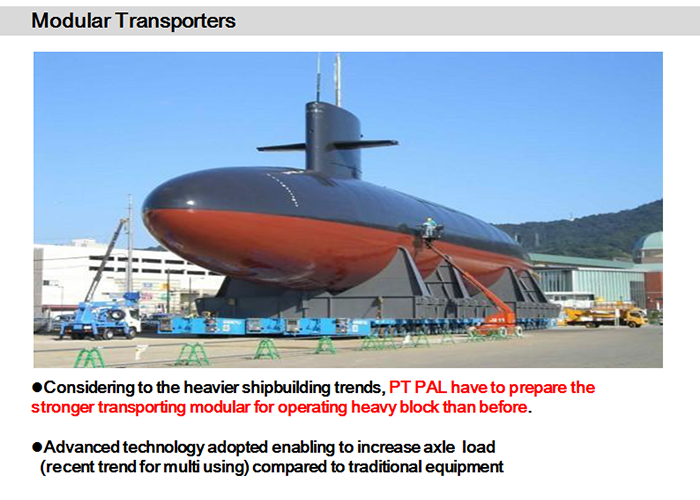 Modular Transporters
●Considering to the heavier shipbuilding trends, PT PAL have to prepare the
stronger transporting modular for operating heavy block than before.
●Advanced technology adopted enabling to increase axle load
(recent trend for multi using) compared to traditional equipment